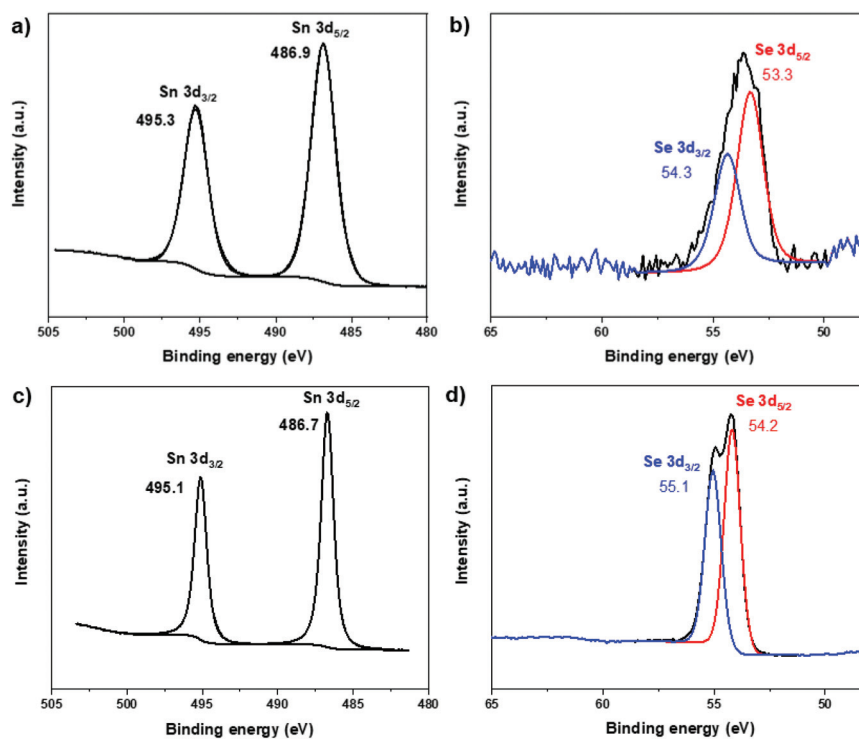 a)
Sn 3d5/2
486.9
Sn 3d3/2
495.3
Intensity (a.u.)
505 500 495 490 485 480
Binding energy (eV)
b)
Se 3d5/2
53.3
Se 3d3/2
54.3
Intensity (a.u.)
65 60 55 50
Binding energy (eV)
c)
Sn 3d5/2
486.7
Sn 3d3/2
495.1
Intensity (a.u.)
505 500 495 490 485 480
Binding energy (eV)
d)
Se 3d5/2
54.2
Se 3d3/2
55.1
Intensity (a.u.)
65 60 55 50
Binding energy (eV)